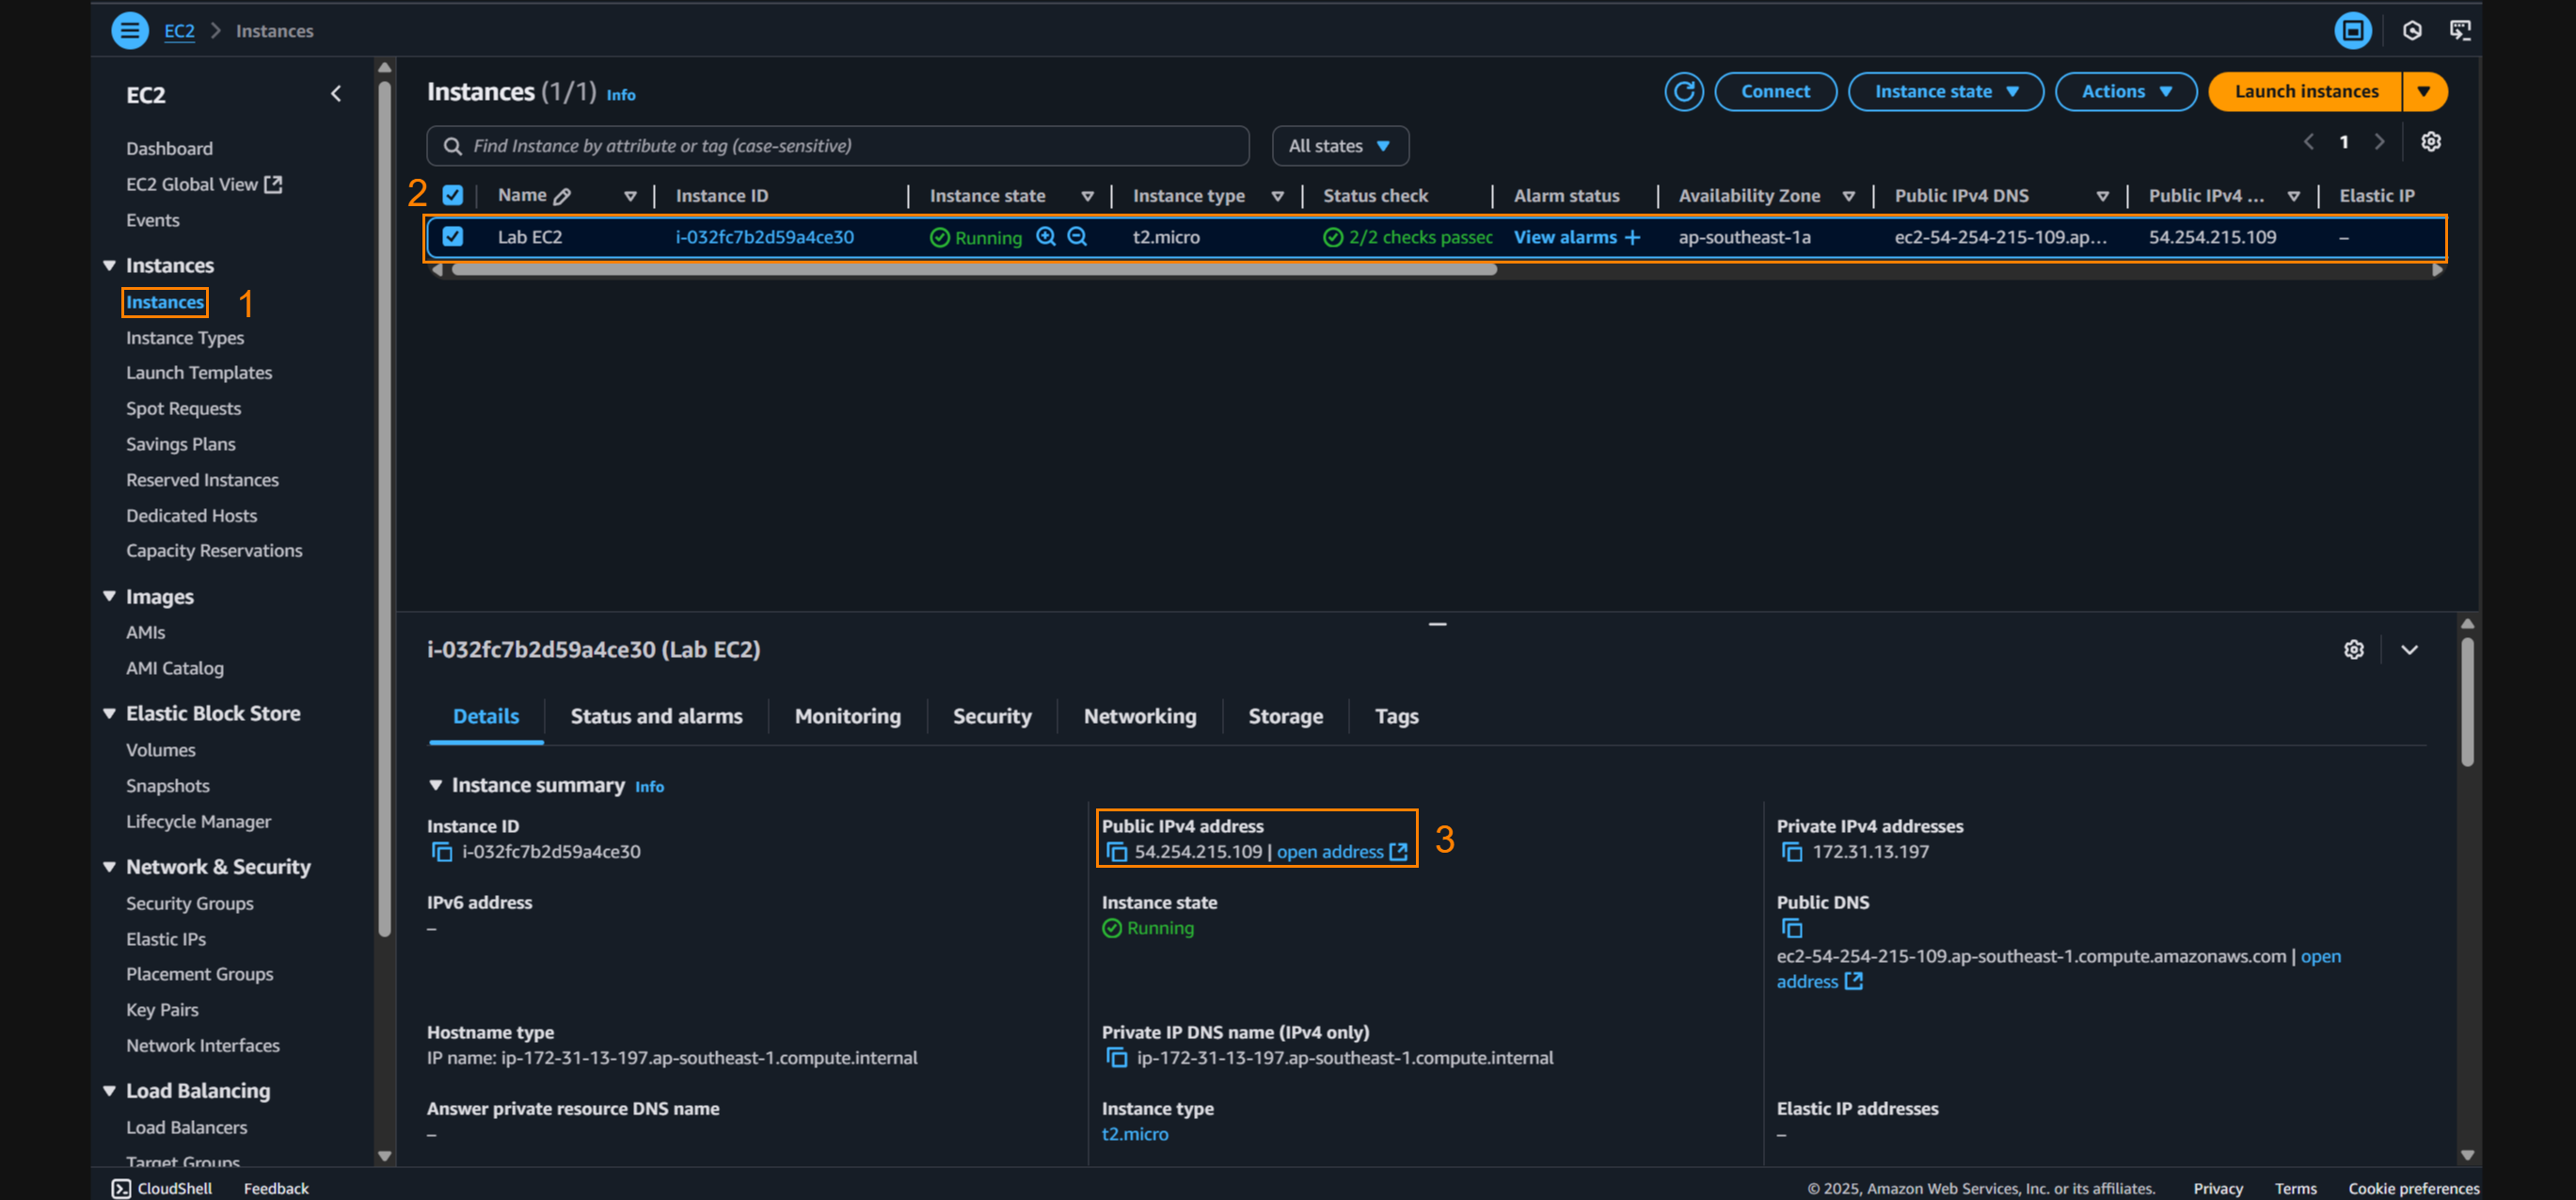 EC2 > Instances
EC2
Dashboard
EC2 Global View
Events
Instances
Instances 1
Instance Types
Launch Templates
Spot Requests
Savings Plans
Reserved Instances
Dedicated Hosts
Capacity Reservations
Images
AMIs
AMI Catalog
Elastic Block Store
Volumes
Snapshots
Lifecycle Manager
Network & Security
Security Groups
Elastic IPs
Placement Groups
Key Pairs
Network Interfaces
Load Balancing
Load Balancers
Target Groups
Instances (1/1) Info
Connect Instance state Actions Launch instances
Find Instance by attribute or tag (case-sensitive) All states 1
2 Name Instance ID Instance state Instance type Status check Alarm status Availability Zone Public IPv4 DNS Public IPv4 ... Elastic IP
Lab EC2 i-032fc7b2d59a4ce30 Running t2.micro 2/2 checks passec View alarms + ap-southeast-1a ec2-54-254-215-109.ap... 54.254.215.109 –
i-032fc7b2d59a4ce30 (Lab EC2)
Details Status and alarms Monitoring Security Networking Storage Tags
Instance summary Info
Instance ID
i-032fc7b2d59a4ce30
Public IPv4 address
54.254.215.109 | open address 3
Private IPv4 addresses
172.31.13.197
IPv6 address
–
Instance state
Running
Public DNS
ec2-54-254-215-109.ap-southeast-1.compute.amazonaws.com | open
address
Hostname type
IP name: ip-172-31-13-197.ap-southeast-1.compute.internal
Private IP DNS name (IPv4 only)
ip-172-31-13-197.ap-southeast-1.compute.internal
Answer private resource DNS name
–
Instance type
t2.micro
Elastic IP addresses
–
CloudShell Feedback © 2025, Amazon Web Services, Inc. or its affiliates. Privacy Terms Cookie preferences